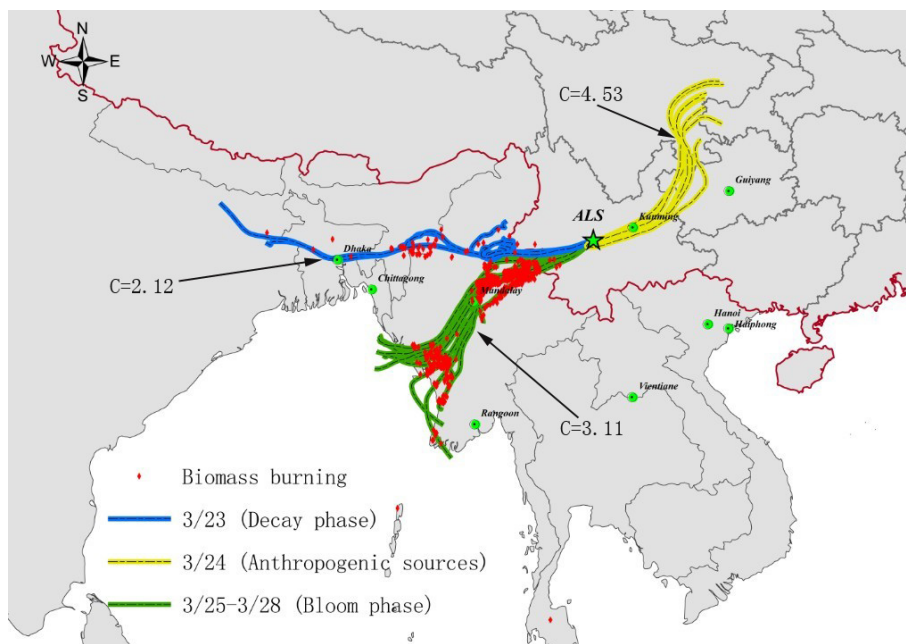 N
W E
S
C=4.53
Guiyang
ALS
Kunming
Dhaka
C=2.12
Chittagong
Mandalay
Hanoi
Haiphong
Vientiane
Rangoon
C=3.11
Biomass burning
3/23 (Decay phase)
3/24 (Anthropogenic sources)
3/25-3/28 (Bloom phase)